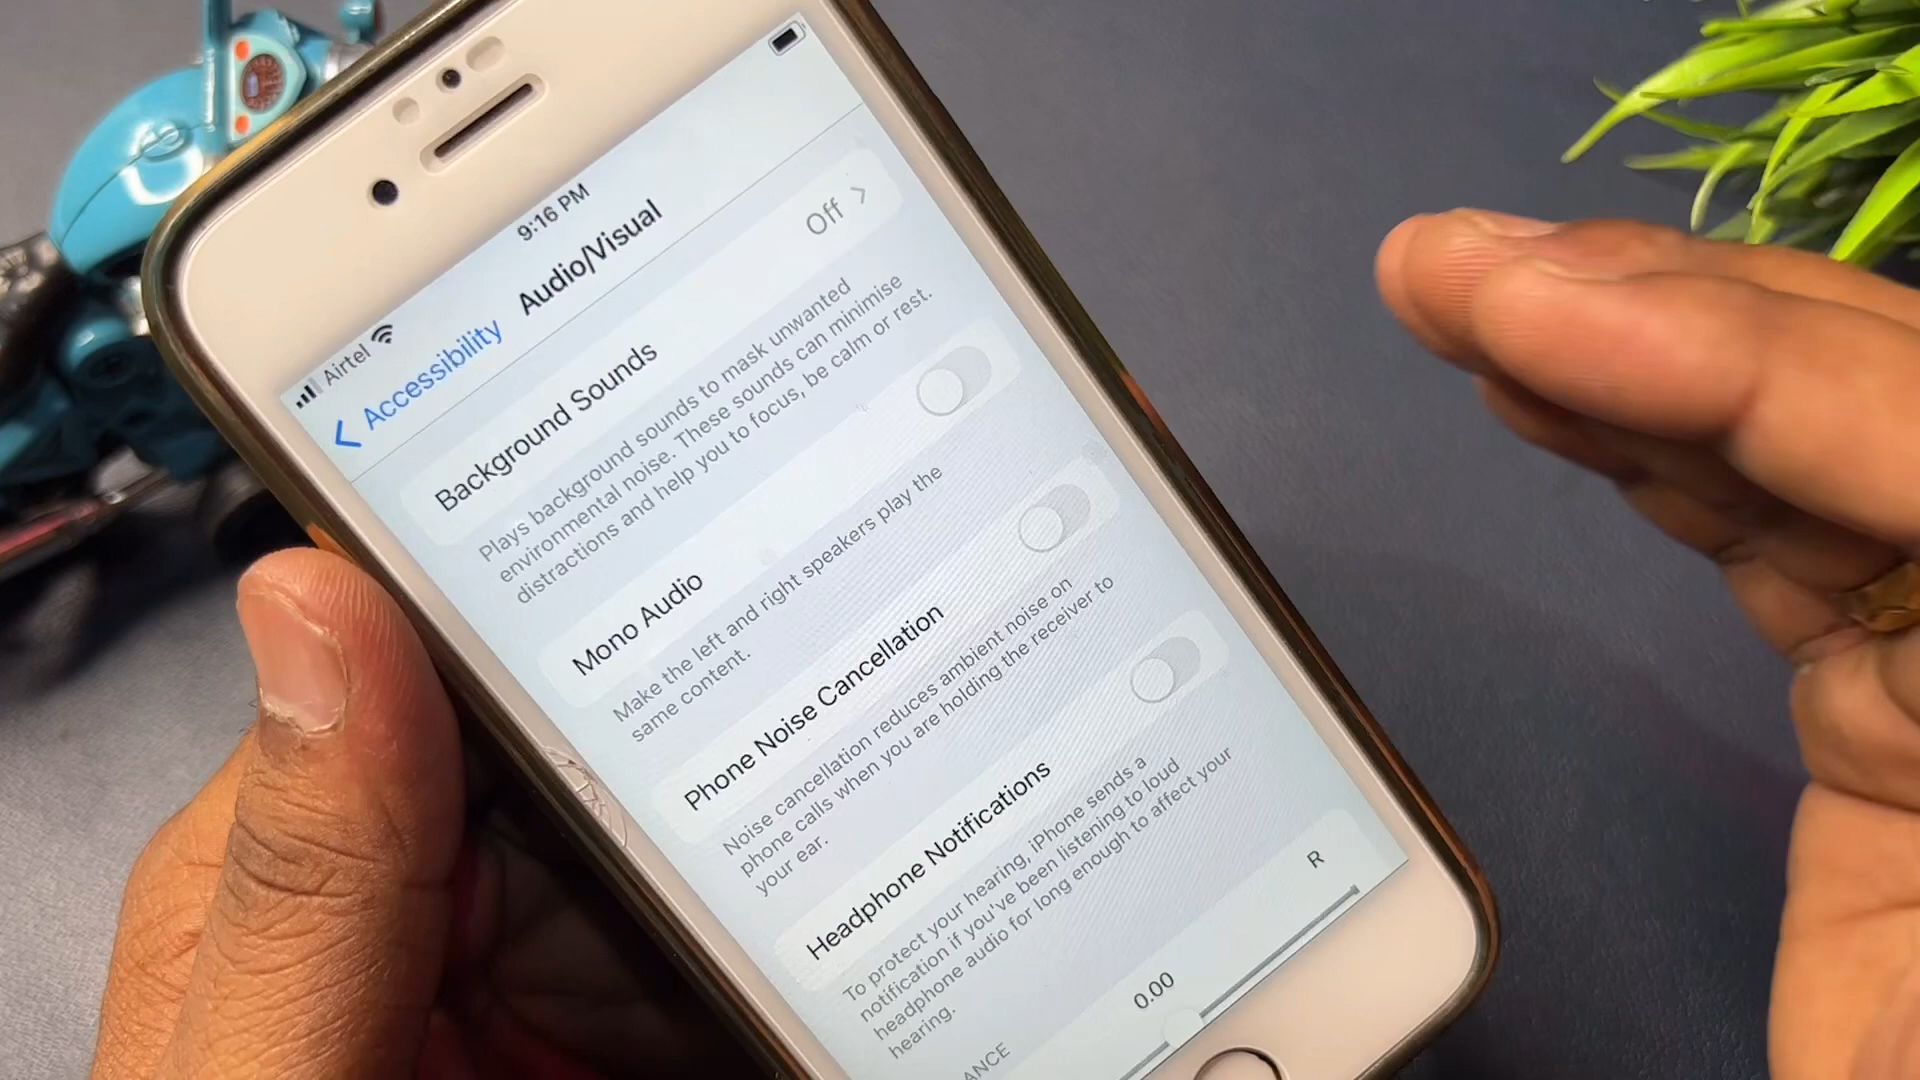 Airtel 9:16 PM
Accessibility Audio/Visual
Background Sounds Off
Plays background sounds to mask unwanted
environmental noise. These sounds can minimise
distractions and help you to focus, be calm or rest.
Mono Audio
Make the left and right speakers play the
same content.
Phone Noise Cancellation
Noise cancellation reduces ambient noise on
phone calls when you are holding the receiver to
your ear.
Headphone Notifications
To protect your hearing, iPhone sends a
notification if you've been listening to loud
headphone audio for long enough to affect your
hearing.
ANCE 0.00 R